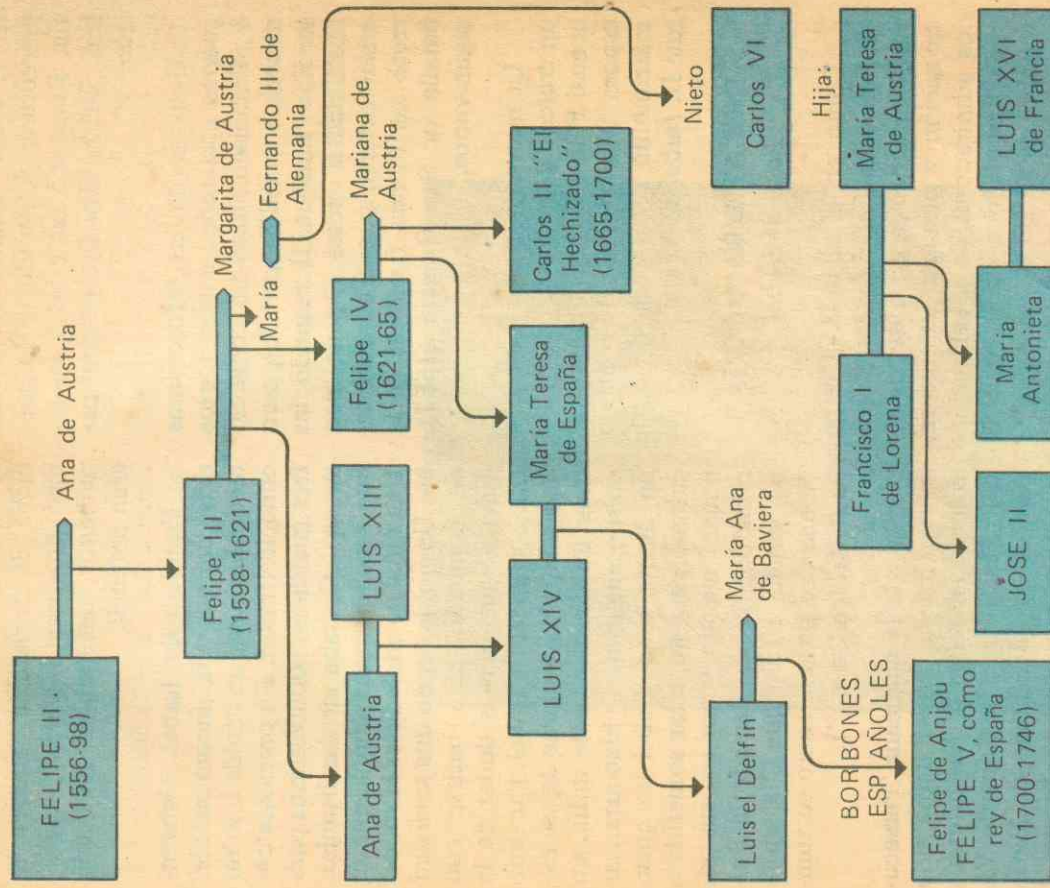 FELIPE II.
(1556-98)
Ana de Austria
Felipe III
(1598-1621)
Margarita de Austria
María
Fernando III de
Alemania
Ana de Austria
LUIS XIII
Felipe IV
(1621-65)
Mariana de
Austria
LUIS XIV
María Teresa
de España
Carlos II "El
Hechizado"
(1665-1700)
Nieto
Carlos VI
Luis el Delfín
María Ana
de Baviera
Hija:
Francisco I
de Lorena
María Teresa
de Austria
BORBONES
ESPAÑOLES
Felipe de Anjou
FELIPE V, como
rey de España
(1700-1746)
JOSE II
Maria
Antonieta
LUIS XVI
de Francia